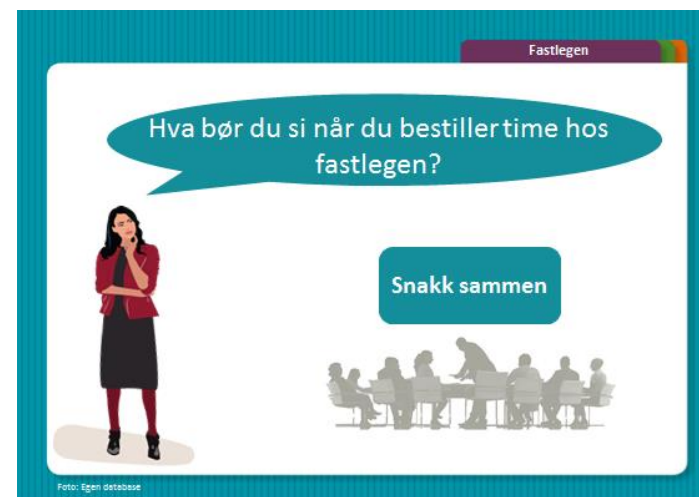 Fastlegen
Hva bør du si når du bestiller time hos
fastlegen?
Snakk sammen
Foto: Egen database